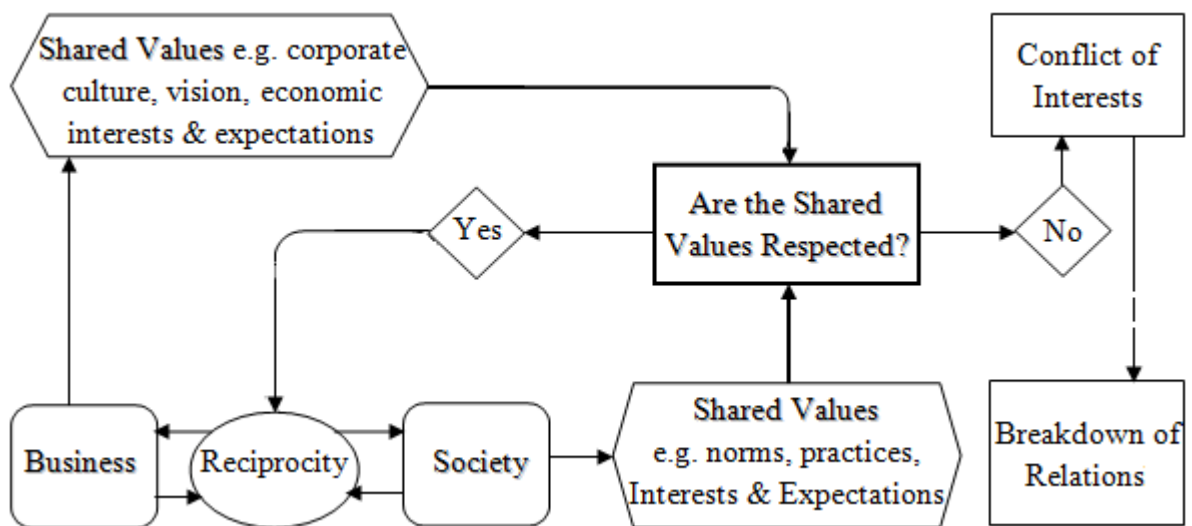 Shared Values e.g. corporate
culture, vision, economic
interests & expectations
Conflict of
Interests
Yes
Are the Shared
Values Respected?
No
Business
Reciprocity
Society
Shared Values
e.g. norms, practices,
Interests & Expectations
Breakdown of
Relations